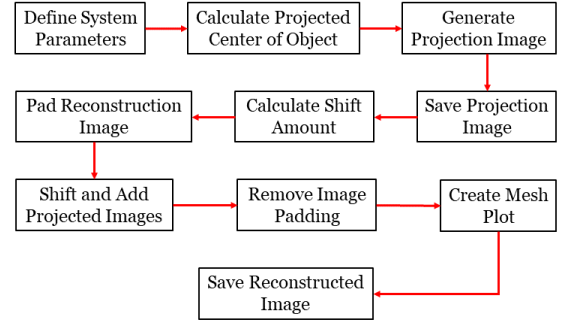 Define System
Parameters
Calculate Projected
Center of Object
Generate
Projection Image
Save Projection
Image
Calculate Shift
Amount
Pad Reconstruction
Image
Shift and Add
Projected Images
Remove Image
Padding
Create Mesh
Plot
Save Reconstructed
Image